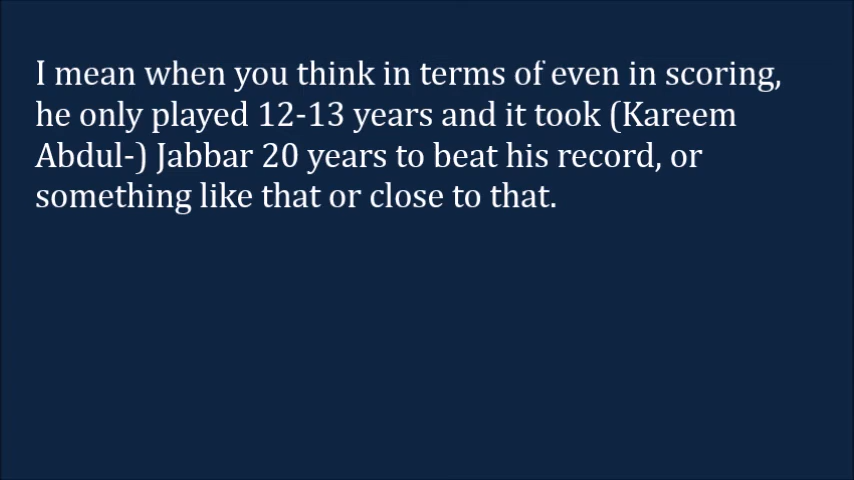 I mean when you think in terms of even in scoring,
he only played 12-13 years and it took (Kareem
Abdul-) Jabbar 20 years to beat his record, or
something like that or close to that.